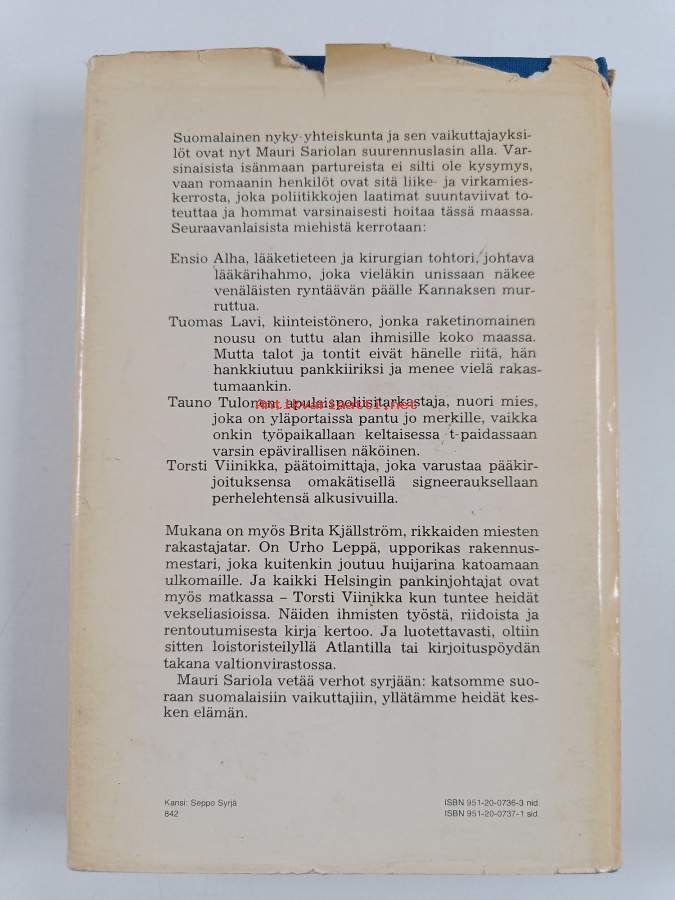 Suomalainen nyky-yhteiskunta ja sen vaikuttajayksi-
löt ovat nyt Mauri Sariolan suurennuslasin alla. Var-
sinaisista isänmaan partureista ei silti ole kysymys,
vaan romaanin henkilöt ovat sitä liike- ja virkamies-
kerrosta, joka poliitikkojen laatimat suuntaviivat to-
teuttaa ja hommat varsinaisesti hoitaa tässä maassa.
Seuraavanlaisista miehistä kerrotaan:
Ensio Alha, lääketieteen ja kirurgian tohtori, johtava
lääkärihahmo, joka vieläkin unissaan näkee
venäläisten ryntäävän päälle Kannaksen mur-
ruttua.
Tuomas Lavi, kiinteistönero, jonka raketinomainen
nousu on tuttu alan ihmisille koko maassa.
Mutta talot ja tontit eivät hänelle riitä, hän
hankkiutuu pankkiiriksi ja menee vielä rakas-
tumaankin.
Tauno Tulonen, apulaispoliisitarkastaja, nuori mies,
antikvariaatti.net
joka on yläportaissa pantu jo merkille, vaikka
onkin työpaikallaan keltaisessa t-paidassaan
varsin epävirallisen näköinen.
Torsti Viinikka, päätoimittaja, joka varustaa pääkir-
joituksensa omakätisellä signeerauksellaan
perhelehtensä alkusivuilla.
Mukana on myös Brita Kjällström, rikkaiden miesten
rakastajatar. On Urho Leppä, upporikas rakennus-
mestari, joka kuitenkin joutuu huijarina katoamaan
ulkomaille. Ja kaikki Helsingin pankinjohtajat ovat
myös matkassa – Torsti Viinikka kun tuntee heidät
vekseliasioissa. Näiden ihmisten työstä, riidoista ja
rentoutumisesta kirja kertoo. Ja luotettavasti, oltiin
sitten loistoristeilyllä Atlantilla tai kirjoituspöydän
takana valtionvirastossa.
Mauri Sariola vetää verhot syrjään: katsomme suo-
raan suomalaisiin vaikuttajiin, yllätämme heidät kes-
ken elämän.
Kansi: Seppo Syrjä
842
ISBN 951-20-0736-3 nid
ISBN 951-20-0737-1 sid